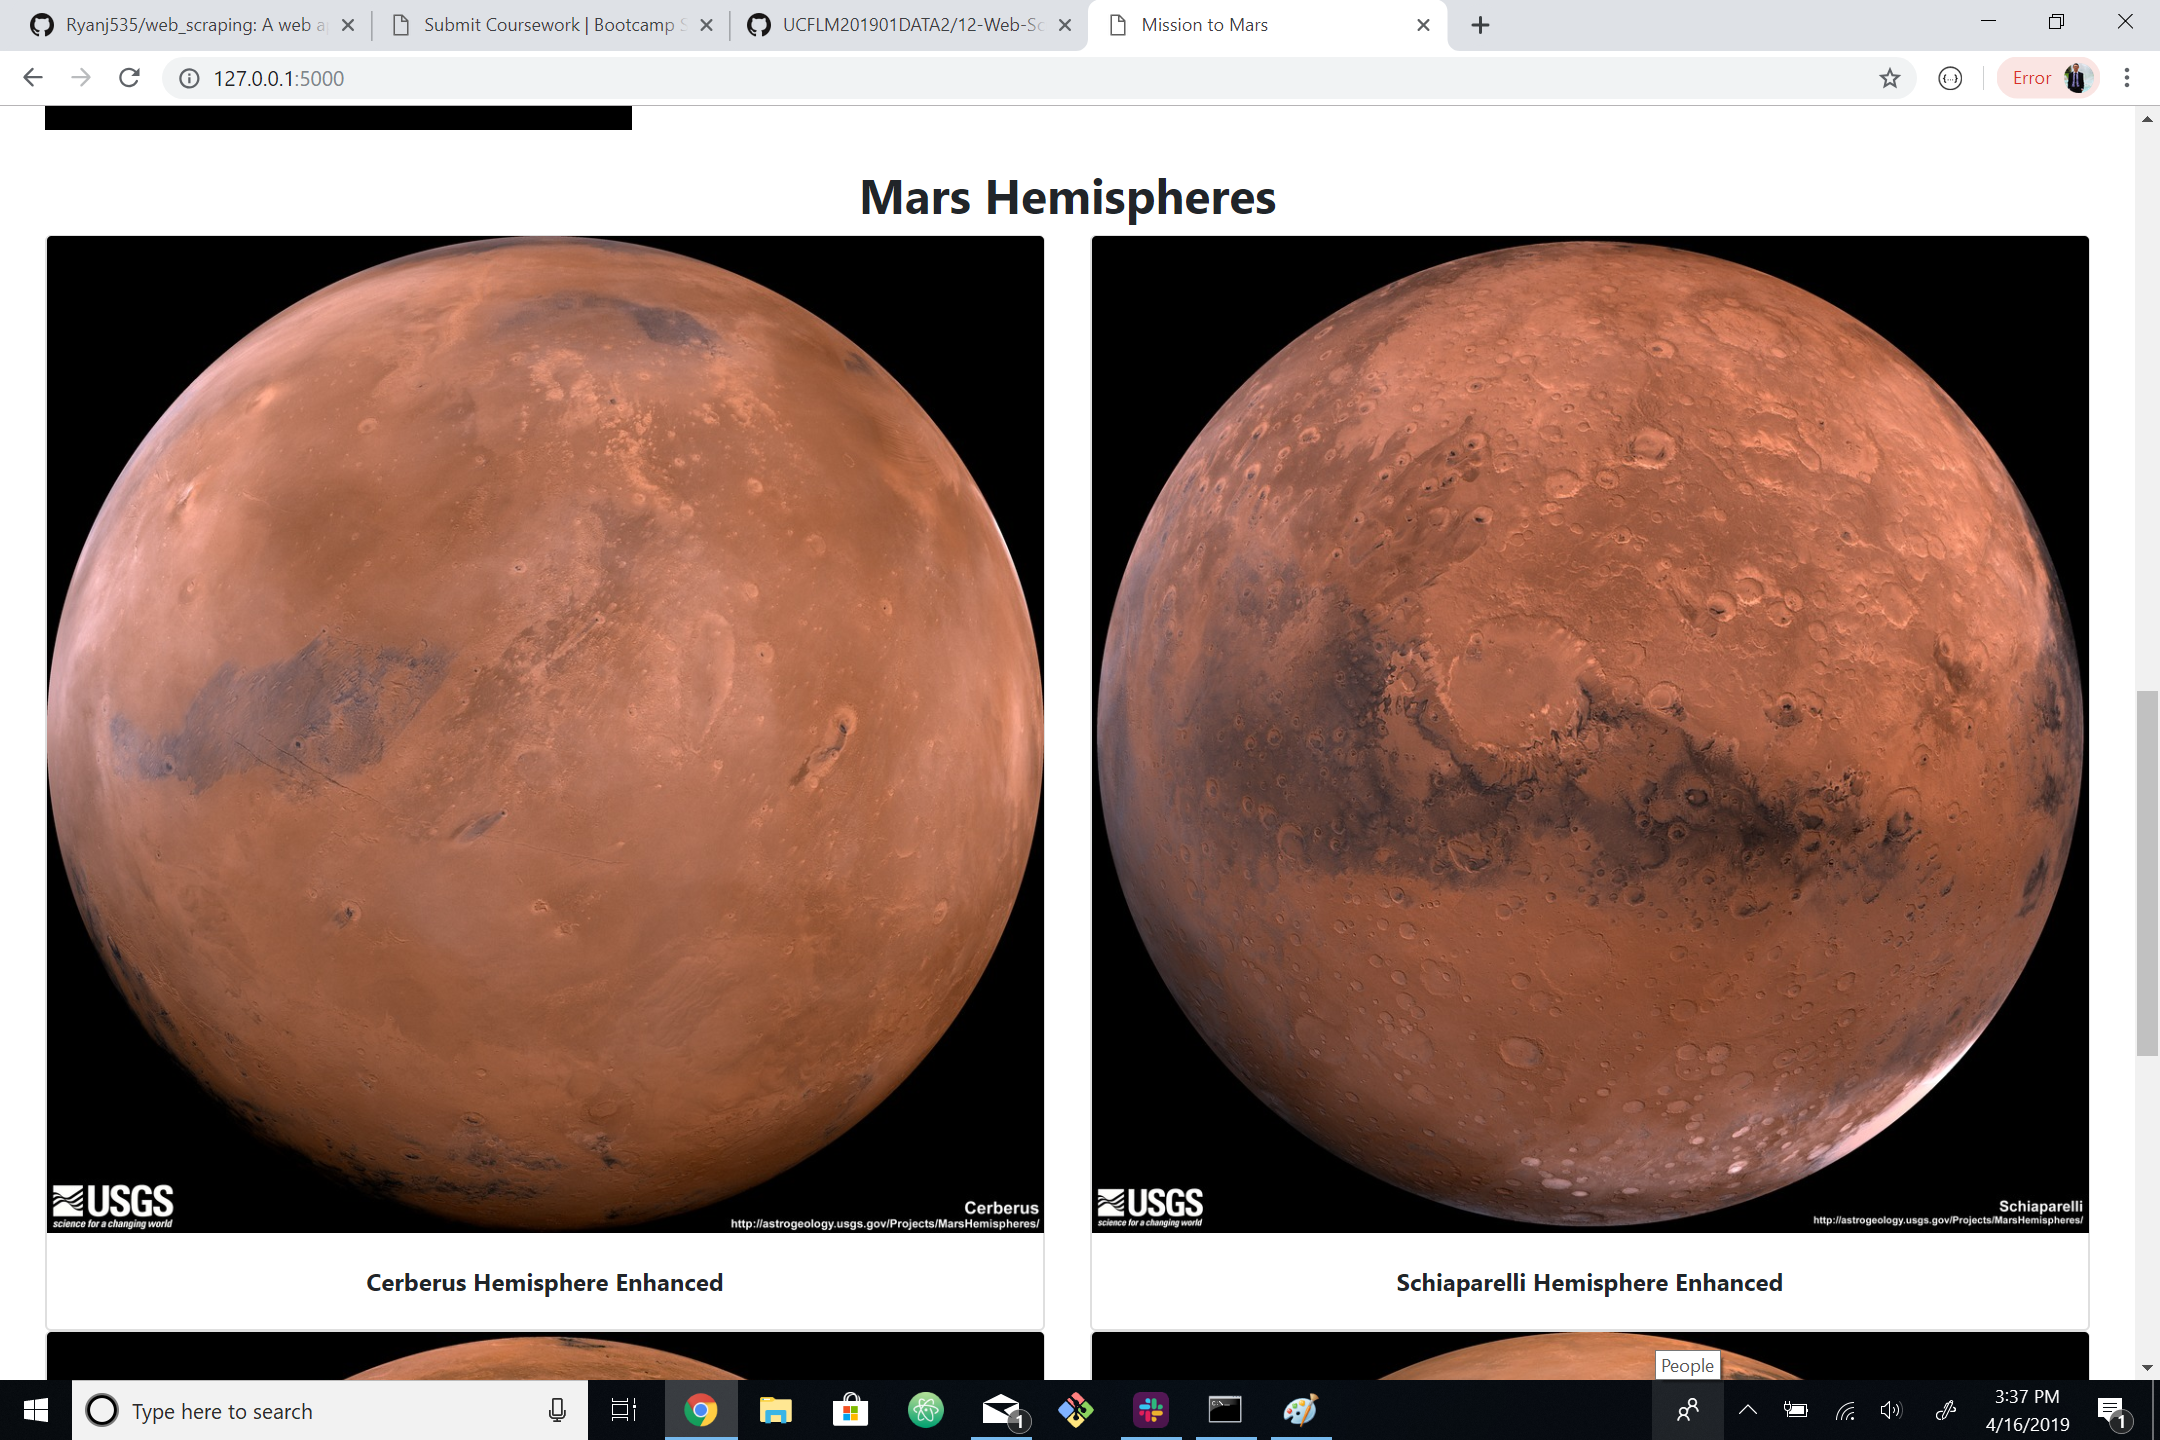 Ryanj535/web_scraping: A web a
Submit Coursework | Bootcamp S
UCFLM201901DATA2/12-Web-Sc
Mission to Mars
127.0.0.1:5000
Error
Mars Hemispheres
USGS
science for a changing world
Cerberus
http://astrogeology.usgs.gov/Projects/MarsHemispheres/
USGS
science for a changing world
Schiaparelli
http://astrogeology.usgs.gov/Projects/MarsHemispheres/
Cerberus Hemisphere Enhanced
Schiaparelli Hemisphere Enhanced
People
Type here to search
1
3:37 PM
4/16/2019
1